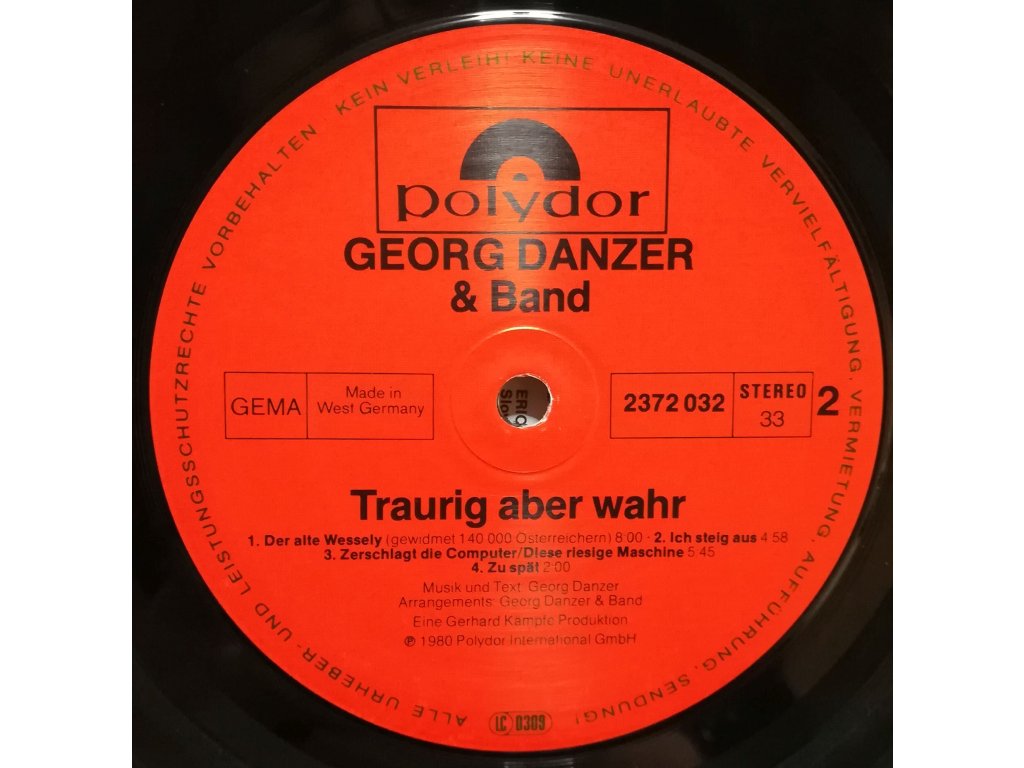 ALLE URHEBER- UND LEISTUNGSSCHUTZRECHTE VORBEHALTEN · KEIN VERLEIH! KEINE UNERLAUBTE VERVIELFÄLTIGUNG, VERMIETUNG, AUFFÜHRUNG, SENDUNG!
polydor
GEORG DANZER
& Band
GEMA
Made in
West Germany
2372 032
STEREO
33
2
Traurig aber wahr
1. Der alte Wessely (gewidmet 140 000 Österreichern) 8:00 · 2. Ich steig aus 4:58
3. Zerschlagt die Computer/Diese riesige Maschine 5:45
4. Zu spät 2:00
Musik und Text: Georg Danzer
Arrangements: Georg Danzer & Band
Eine Gerhard Kämpfe Produktion
℗ 1980 Polydor International GmbH
LC 0309